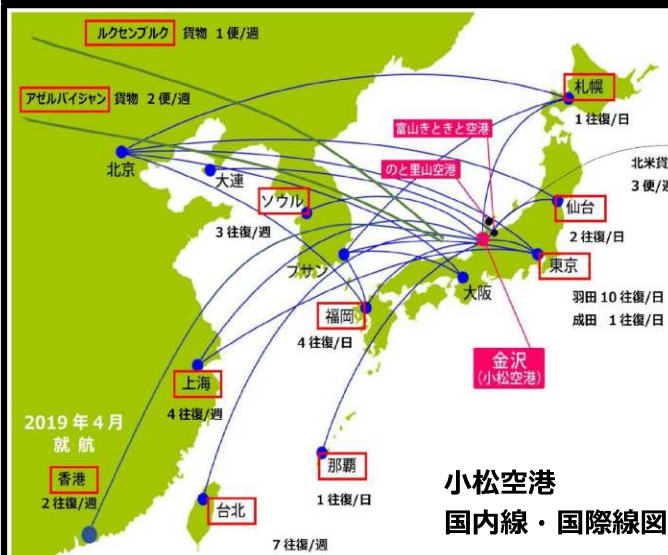 ルクセンブルク 貨物 1便/週
アゼルバイジャン 貨物 2便/週
札幌
1往復/日
富山きときと空港
のと里山空港
北米貨
3便/週
北京
大連
ソウル
3往復/週
仙台
2往復/日
プサン
東京
大阪
羽田 10往復/日
成田 1往復/日
福岡
4往復/日
金沢
(小松空港)
上海
4往復/週
2019年4月
就航
香港
2往復/週
那覇
1往復/日
台北
7往復/週
小松空港
国内線・国際線図